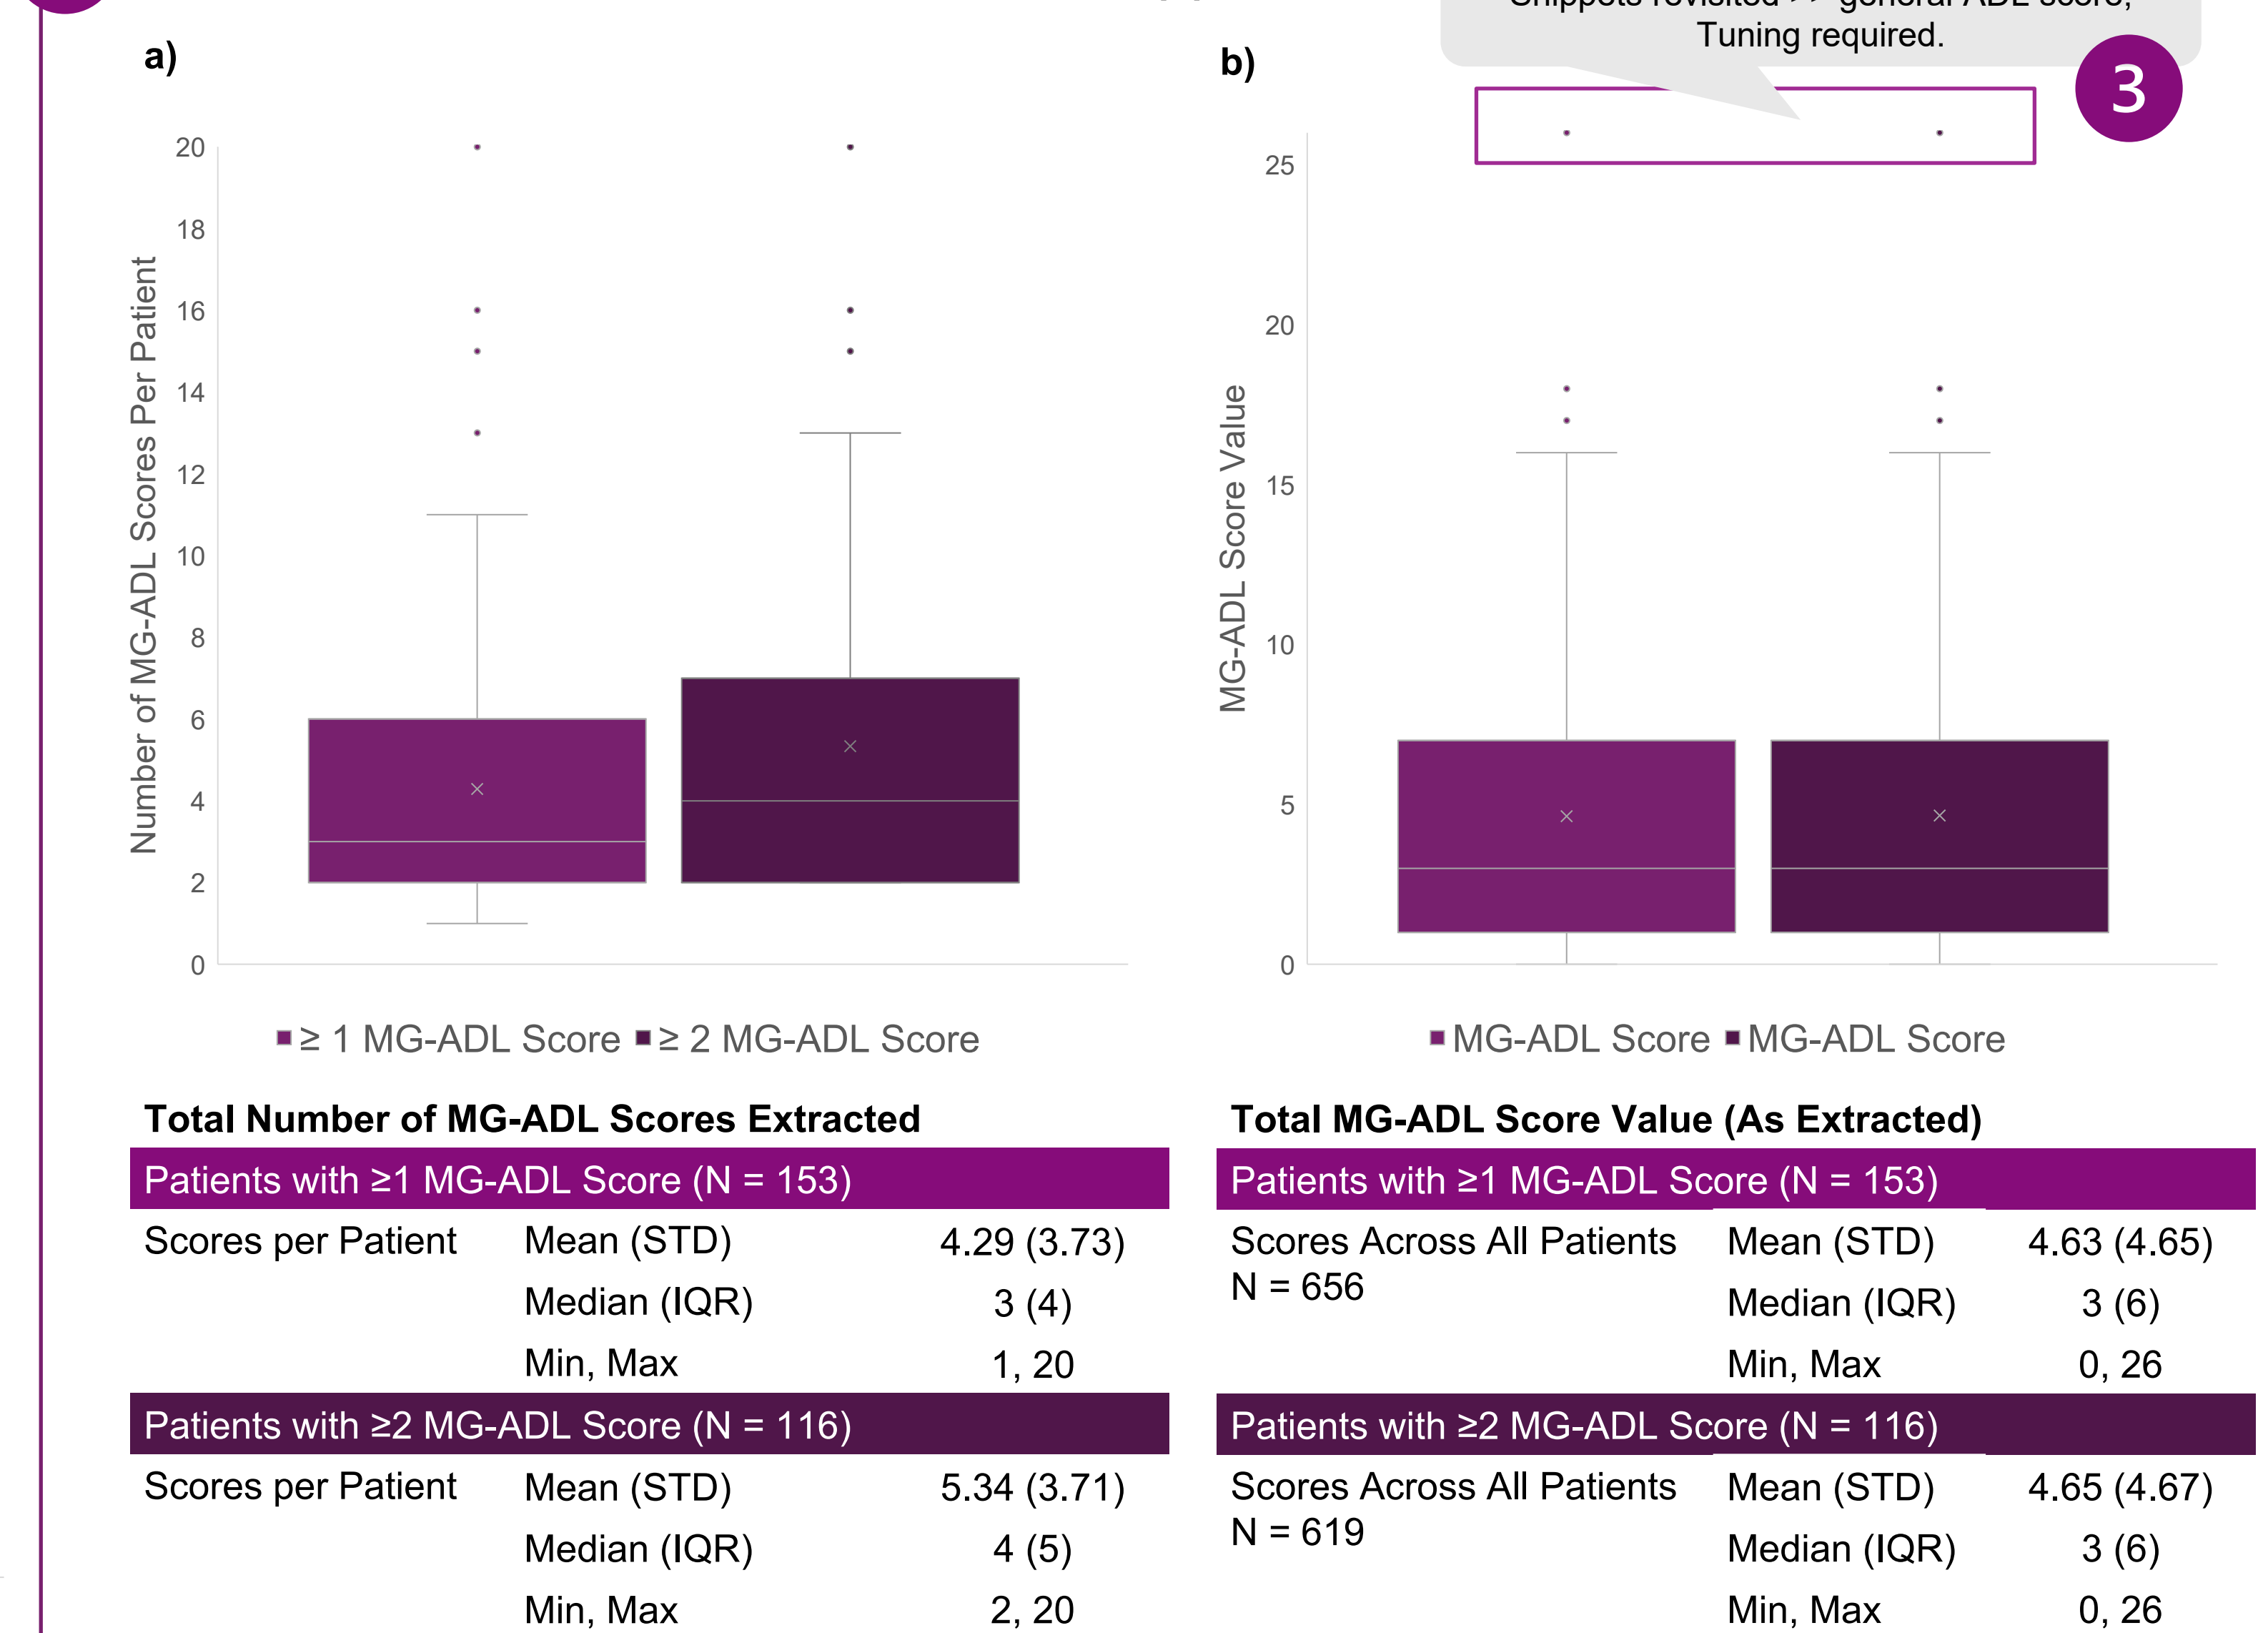 Snippets revisited >> general ADL score;
Tuning required.
3
a)
20
18
16
14
12
10
8
6
4
2
0
Number of MG-ADL Scores Per Patient
≥ 1 MG-ADL Score ≥ 2 MG-ADL Score
b)
25
20
15
10
5
0
MG-ADL Score Value
MG-ADL Score MG-ADL Score
Total Number of MG-ADL Scores Extracted
Patients with ≥1 MG-ADL Score (N = 153)
Scores per Patient Mean (STD) 4.29 (3.73)
Median (IQR) 3 (4)
Min, Max 1, 20
Patients with ≥2 MG-ADL Score (N = 116)
Scores per Patient Mean (STD) 5.34 (3.71)
Median (IQR) 4 (5)
Min, Max 2, 20
Total MG-ADL Score Value (As Extracted)
Patients with ≥1 MG-ADL Score (N = 153)
Scores Across All Patients Mean (STD) 4.63 (4.65)
N = 656
Median (IQR) 3 (6)
Min, Max 0, 26
Patients with ≥2 MG-ADL Score (N = 116)
Scores Across All Patients Mean (STD) 4.65 (4.67)
N = 619
Median (IQR) 3 (6)
Min, Max 0, 26